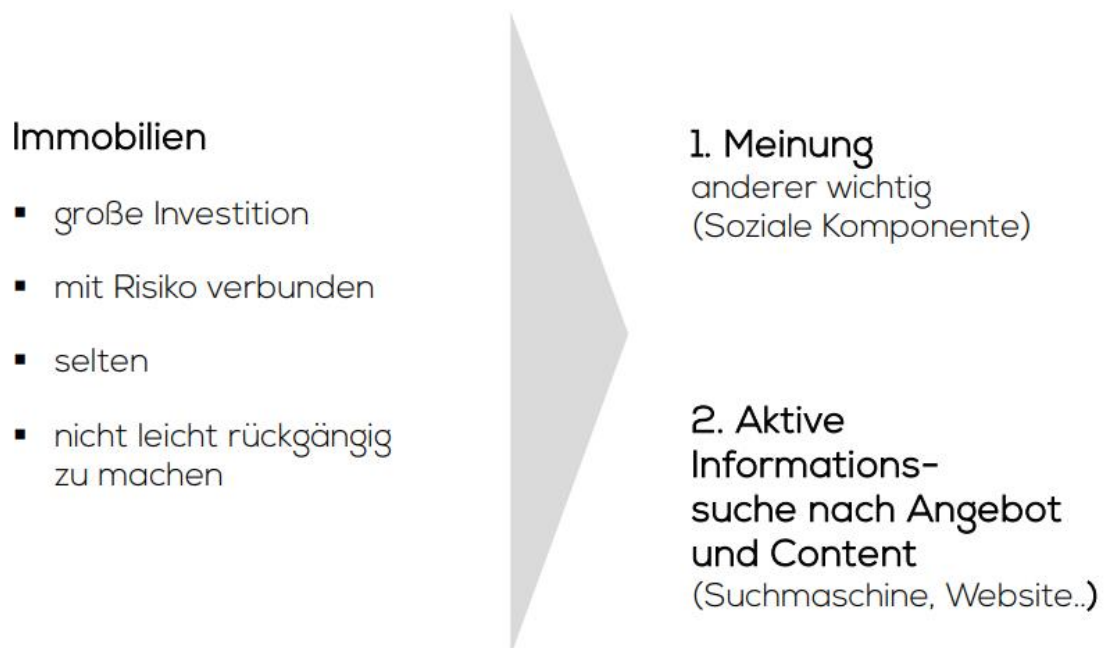 Immobilien
▪ große Investition
▪ mit Risiko verbunden
▪ selten
▪ nicht leicht rückgängig
zu machen
1. Meinung
anderer wichtig
(Soziale Komponente)
2. Aktive
Informations-
suche nach Angebot
und Content
(Suchmaschine, Website..)